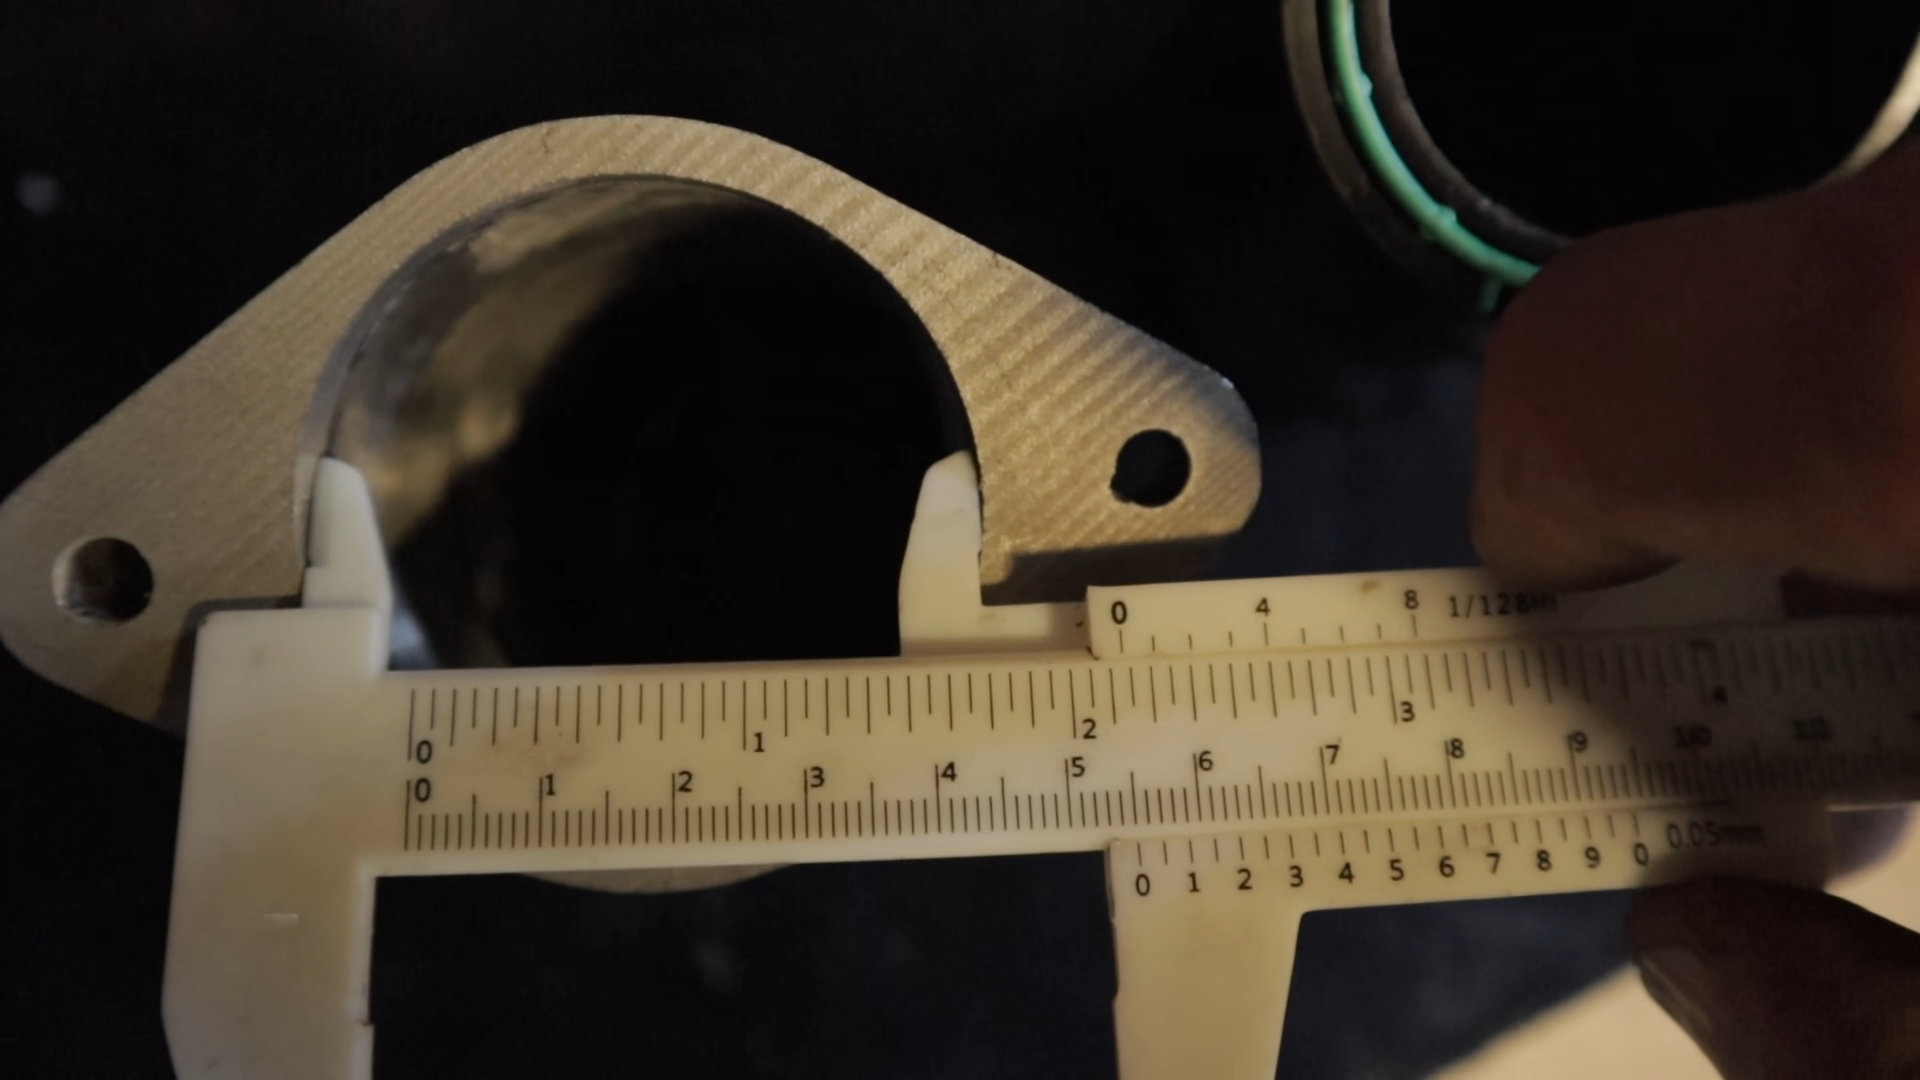 0 4 8 1/128in
0 1 2 3 4
0 1 2 3 4 5 6 7 8 9 10
0 1 2 3 4 5 6 7 8 9 0 0.05mm